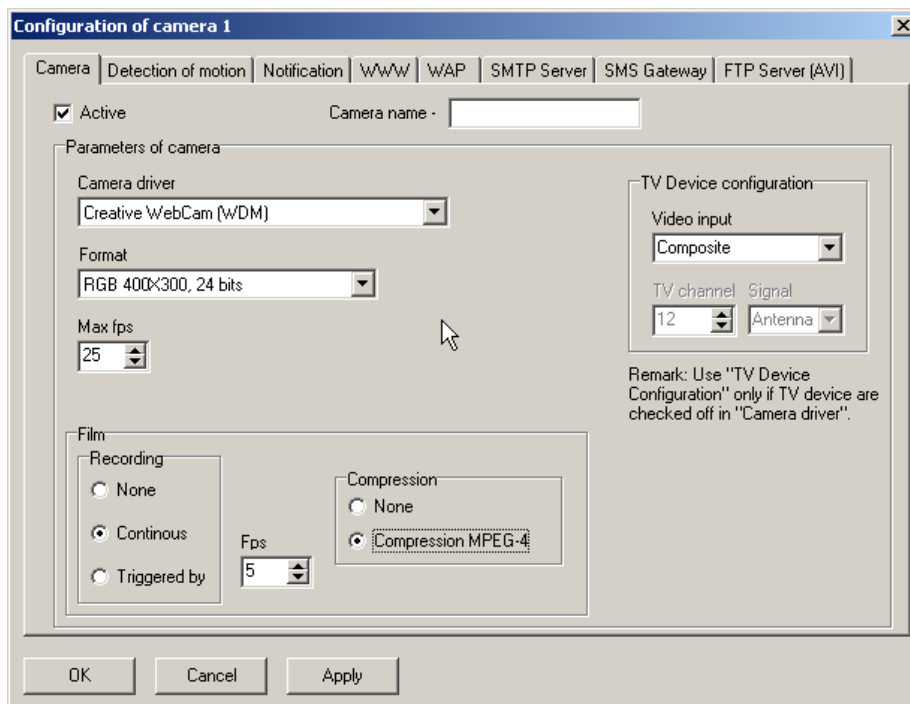 Configuration of camera 1
Camera Detection of motion Notification WWW WAP SMTP Server SMS Gateway FTP Server (AVI)
Active Camera name -
Parameters of camera
Camera driver
Creative WebCam (WDM)
Format
RGB 400X300, 24 bits
Max fps
25
TV Device configuration
Video input
Composite
TV channel Signal
12 Antenna
Remark: Use "TV Device
Configuration" only if TV device are
checked off in "Camera driver".
Film
Recording
None
Continous
Triggered by
Fps
5
Compression
None
Compression MPEG-4
OK Cancel Apply